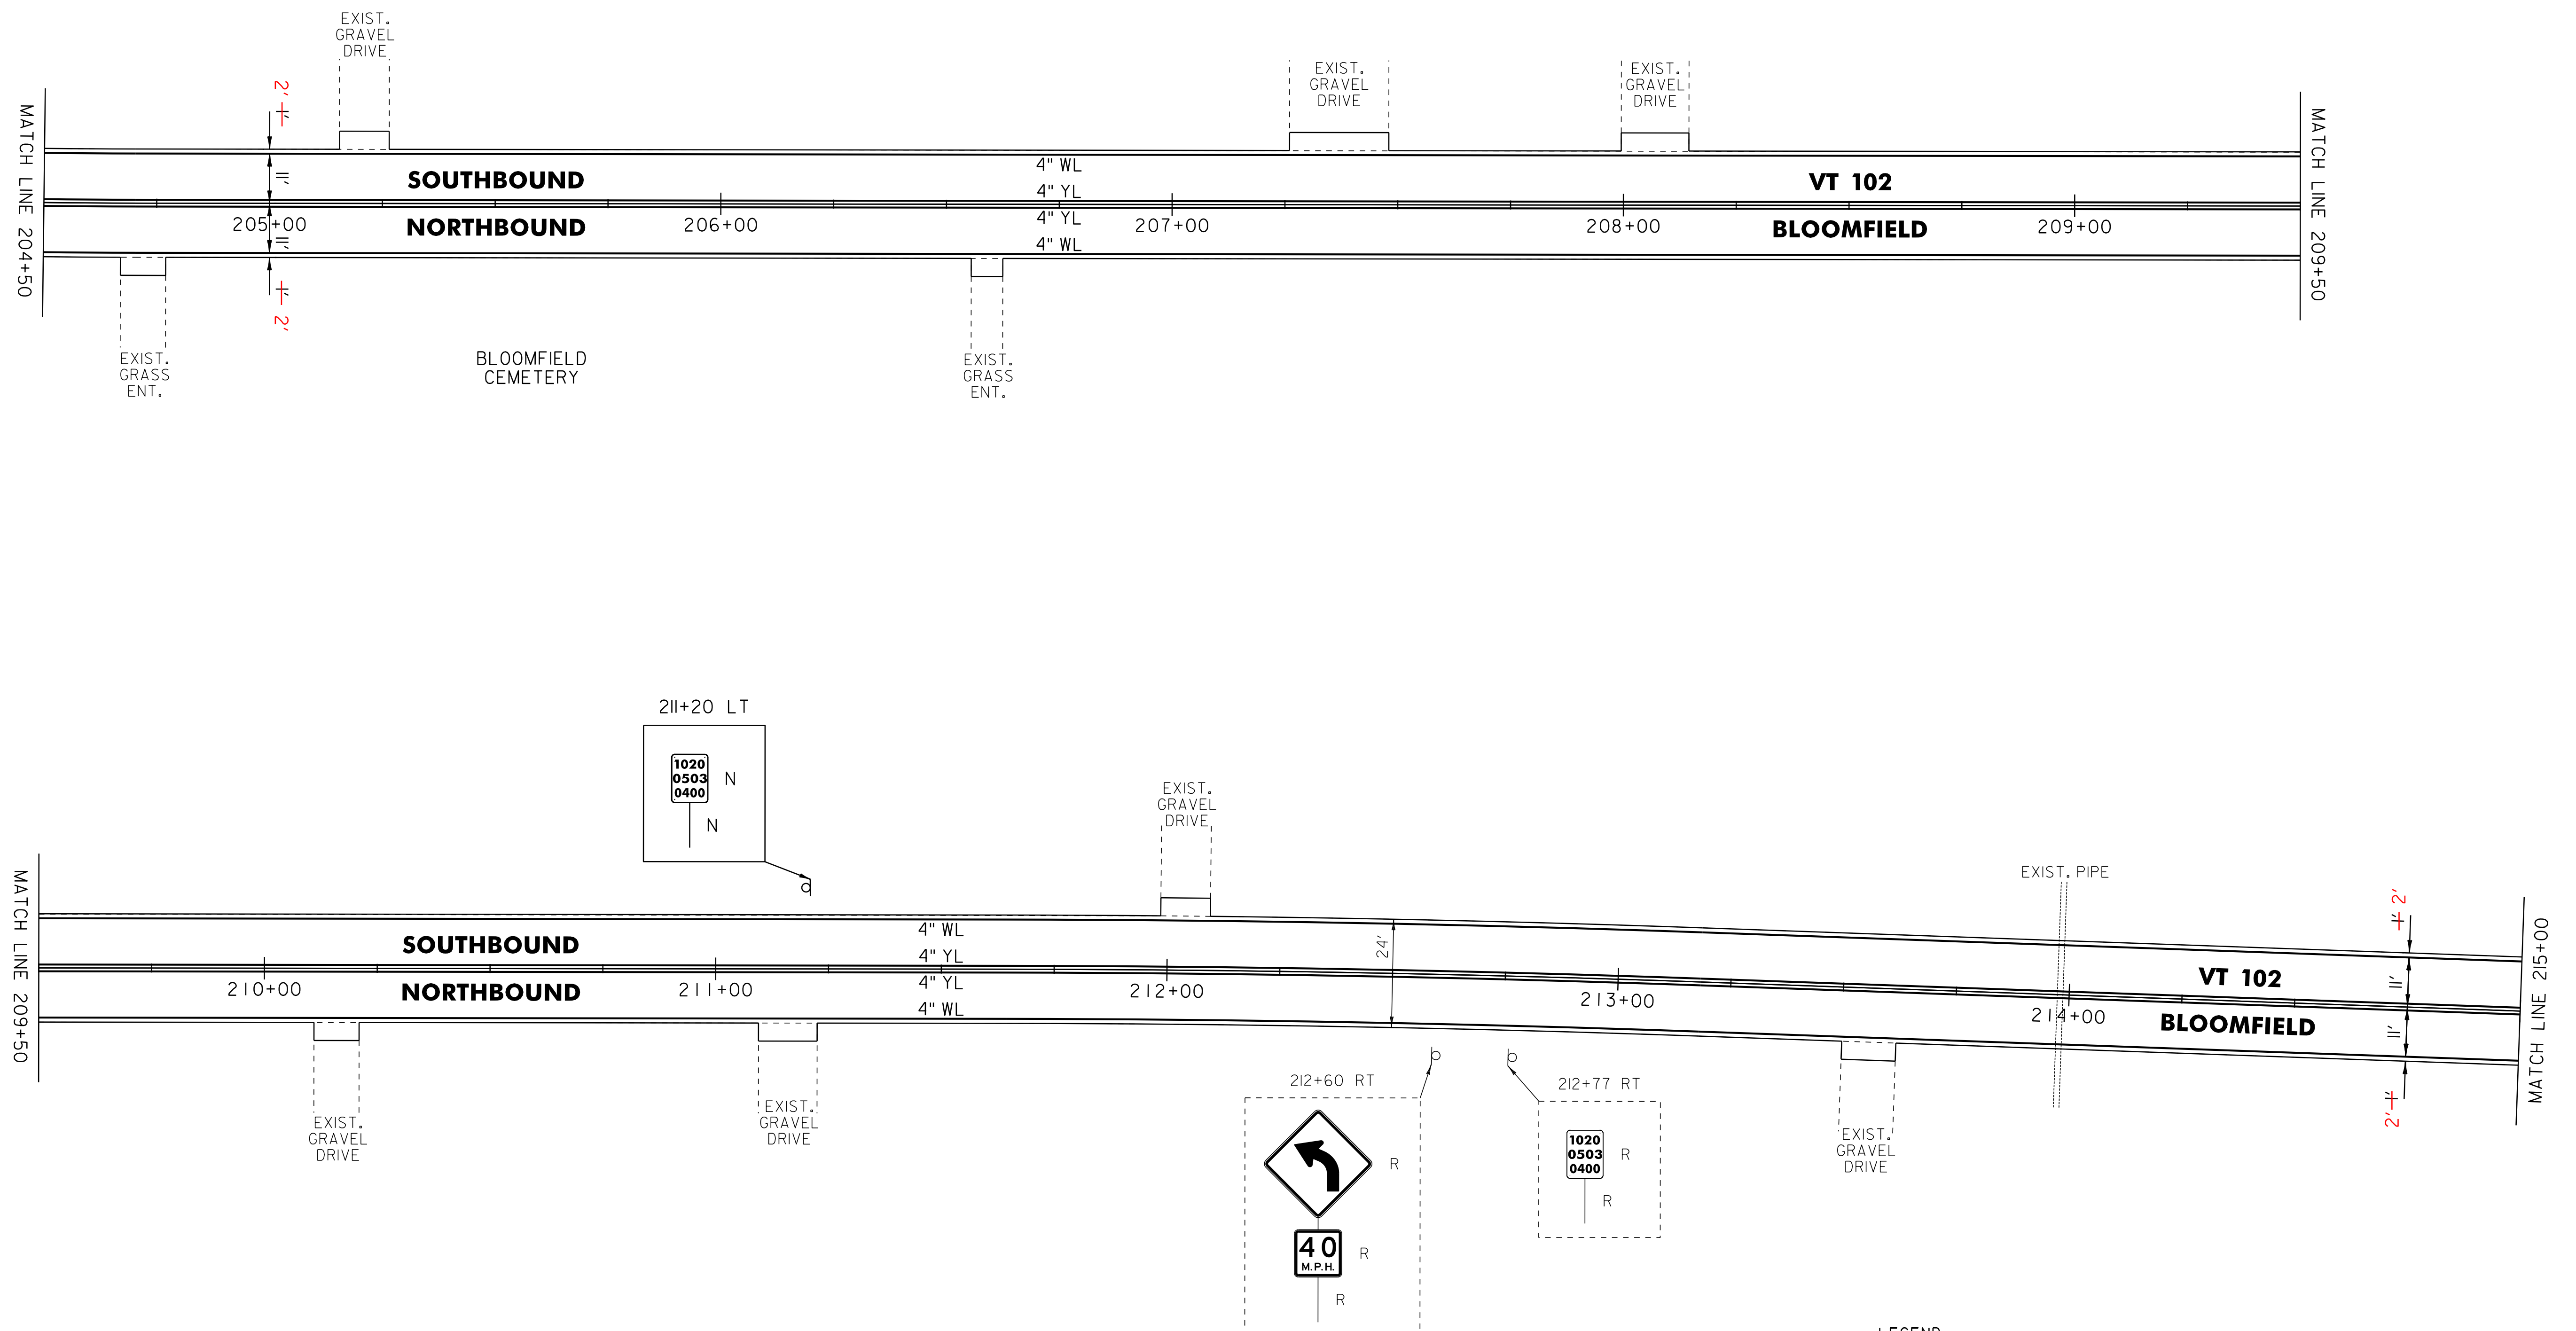 EXIST.
GRAVEL
DRIVE
EXIST.
GRAVEL
DRIVE
EXIST.
GRAVEL
DRIVE
MATCH LINE 204+50
2' 1'
11'
SOUTHBOUND
4" WL
4" YL
VT 102
205+00
206+00
4" YL
207+00
208+00
209+00
11'
NORTHBOUND
4" WL
BLOOMFIELD
1' 2'
MATCH LINE 209+50
EXIST.
GRASS
ENT.
BLOOMFIELD
CEMETERY
EXIST.
GRASS
ENT.
211+20 LT
1020
0503
0400
N
N
EXIST.
GRAVEL
DRIVE
EXIST. PIPE
MATCH LINE 209+50
SOUTHBOUND
4" WL
4" YL
24'
1' 2'
11'
VT 102
210+00
211+00
4" YL
212+00
213+00
214+00
NORTHBOUND
4" WL
11'
BLOOMFIELD
2' 1'
MATCH LINE 215+00
EXIST.
GRAVEL
DRIVE
EXIST.
GRAVEL
DRIVE
212+60 RT
R
40
M.P.H.
R
R
212+77 RT
1020
0503
0400
R
R
EXIST.
GRAVEL
DRIVE
LEGEND